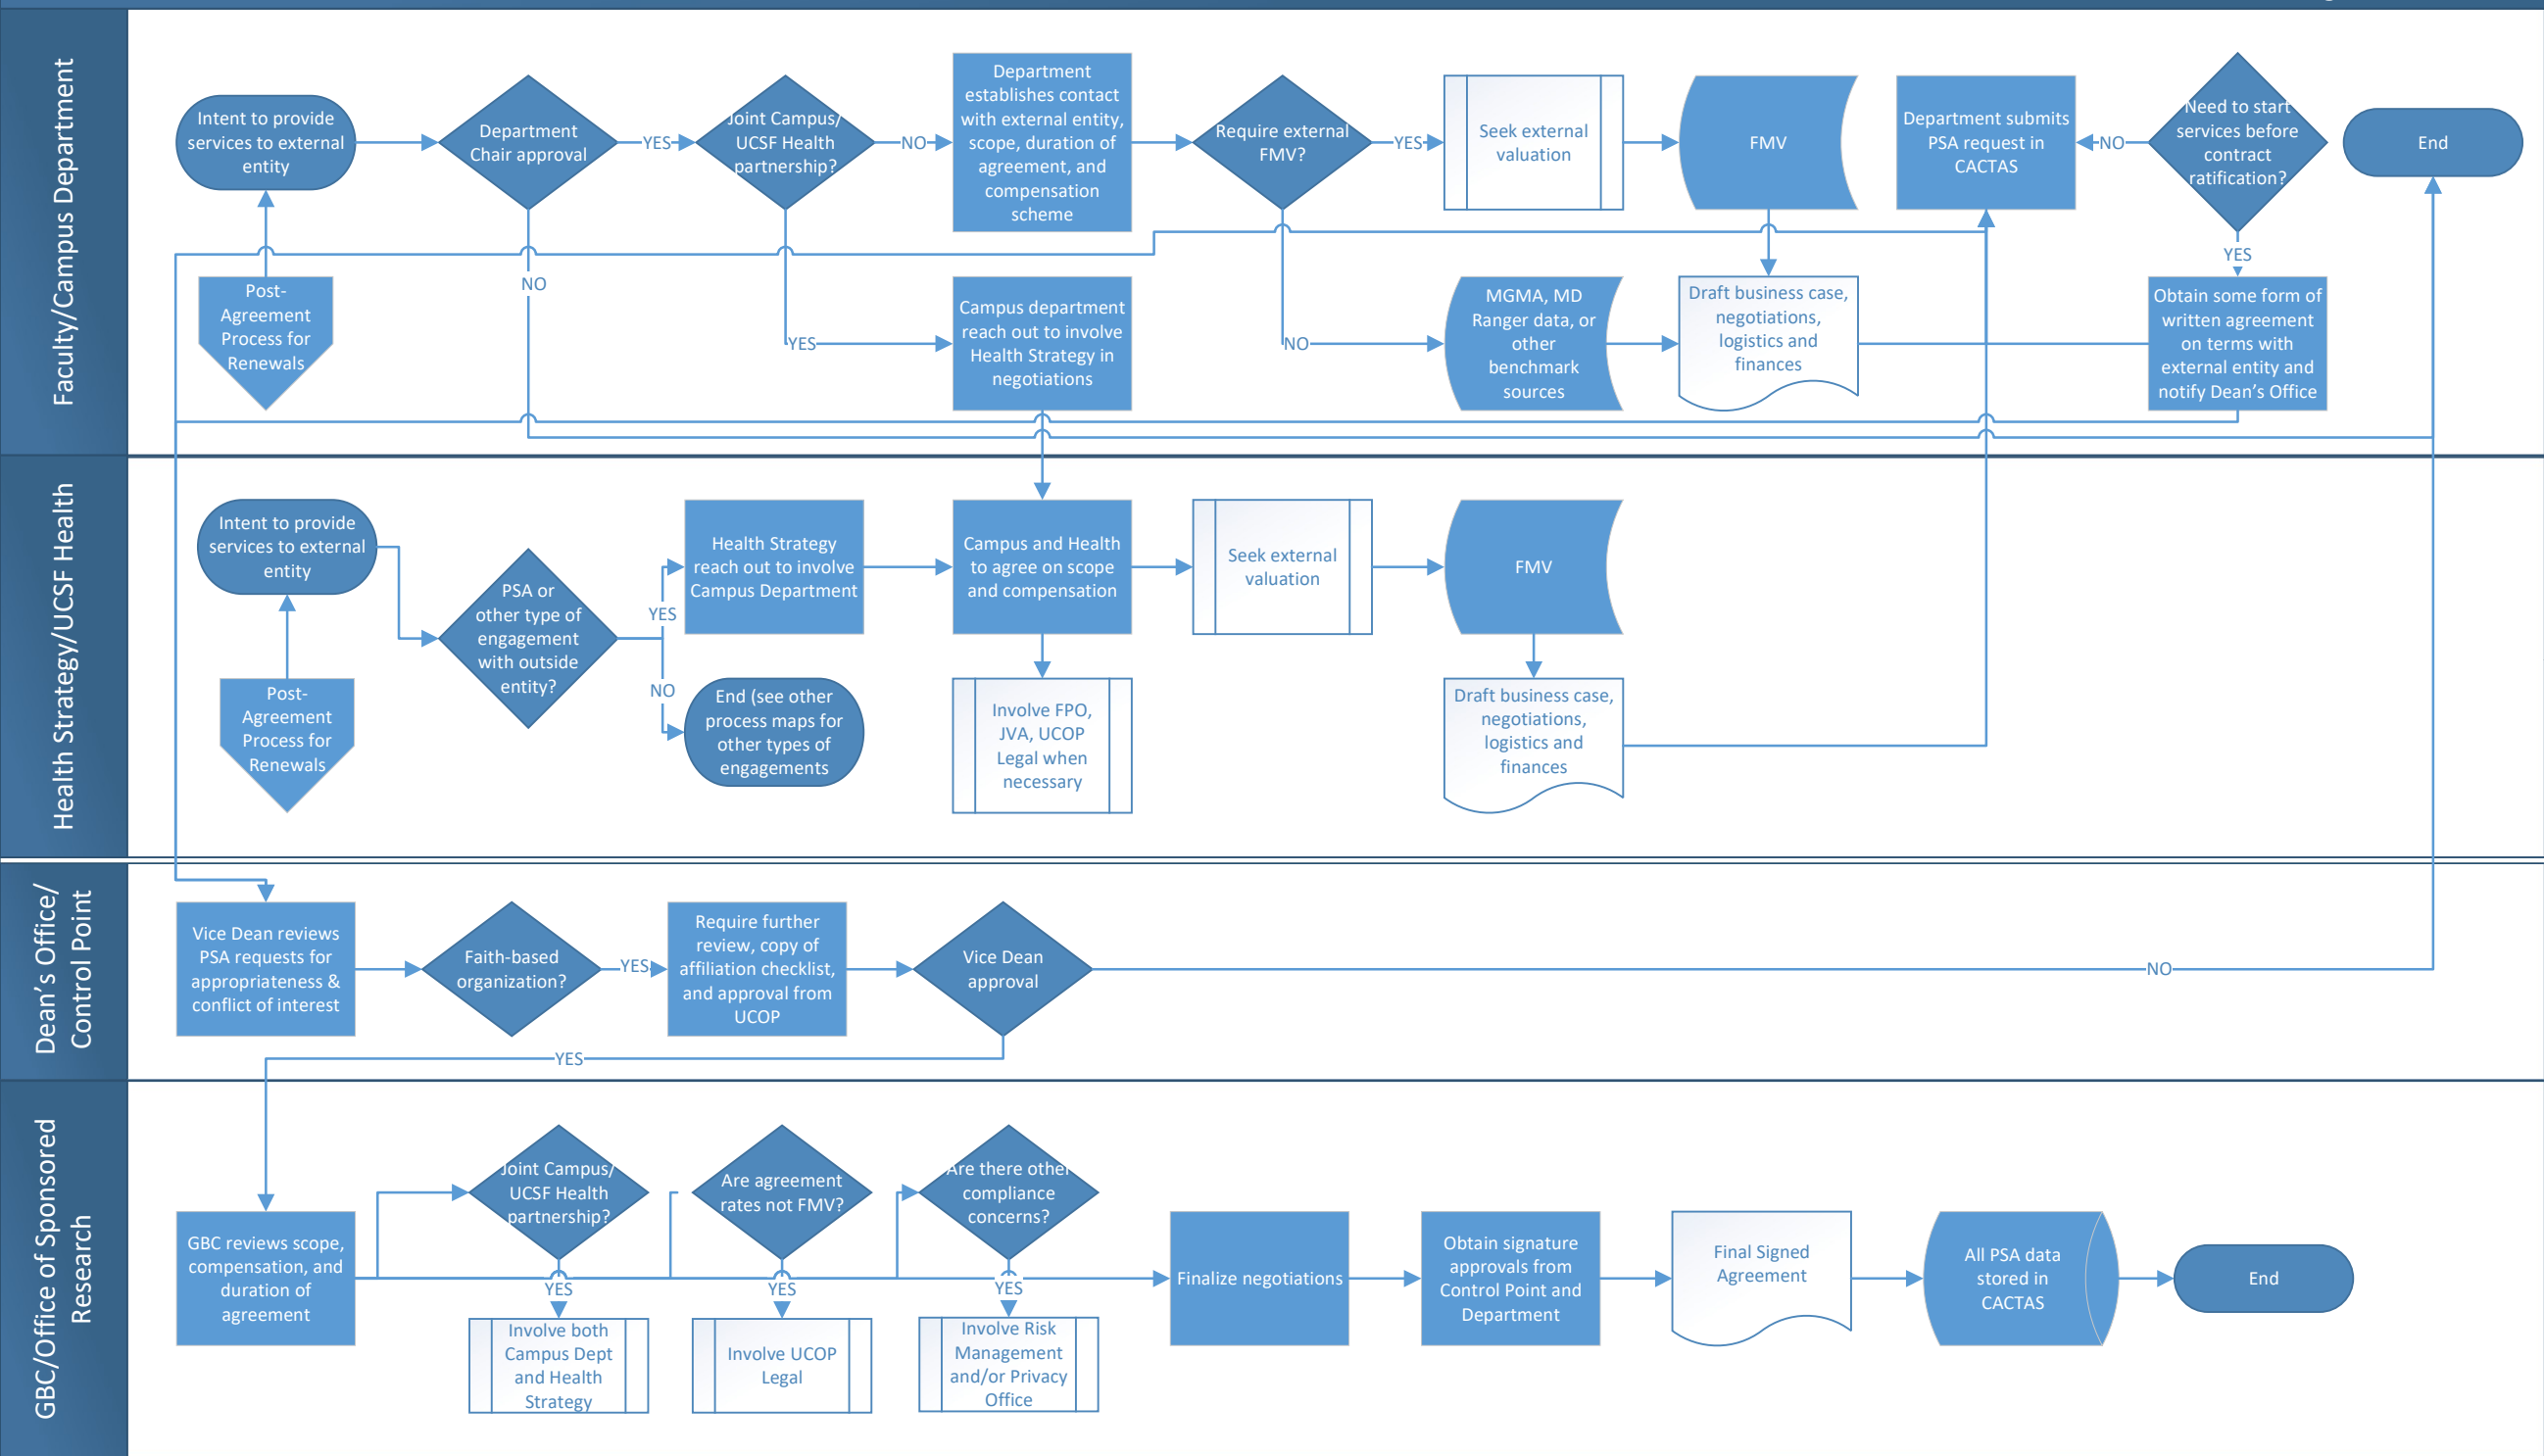 Faculty/Campus Department
Intent to provide
services to external
entity
Department
Chair approval
YES
Joint Campus/
UCSF Health
partnership?
NO
Department
establishes contact
with external entity,
scope, duration of
agreement, and
compensation
scheme
Require external
FMV?
YES
Seek external
valuation
FMV
Department submits
PSA request in
CACTAS
NO
Need to start
services before
contract
ratification?
End
YES
NO
Post-
Agreement
Process for
Renewals
YES
Campus department
reach out to involve
Health Strategy in
negotiations
NO
MGMA, MD
Ranger data, or
other
benchmark
sources
Draft business case,
negotiations,
logistics and
finances
Obtain some form of
written agreement
on terms with
external entity and
notify Dean's Office
Health Strategy/UCSF Health
Intent to provide
services to external
entity
PSA or
other type of
engagement
with outside
entity?
YES
Health Strategy
reach out to involve
Campus Department
Campus and Health
to agree on scope
and compensation
Seek external
valuation
FMV
Post-
Agreement
Process for
Renewals
NO
End (see other
process maps for
other types of
engagements
Involve FPO,
JVA, UCOP
Legal when
necessary
Draft business case,
negotiations,
logistics and
finances
Dean's Office/
Control Point
Vice Dean reviews
PSA requests for
appropriateness &
conflict of interest
Faith-based
organization?
YES
Require further
review, copy of
affiliation checklist,
and approval from
UCOP
Vice Dean
approval
NO
YES
GBC/Office of Sponsored
Research
GBC reviews scope,
compensation, and
duration of
agreement
Joint Campus/
UCSF Health
partnership?
Are agreement
rates not FMV?
Are there other
compliance
concerns?
YES
YES
YES
Involve both
Campus Dept
and Health
Strategy
Involve UCOP
Legal
Involve Risk
Management
and/or Privacy
Office
Finalize negotiations
Obtain signature
approvals from
Control Point and
Department
Final Signed
Agreement
All PSA data
stored in
CACTAS
End